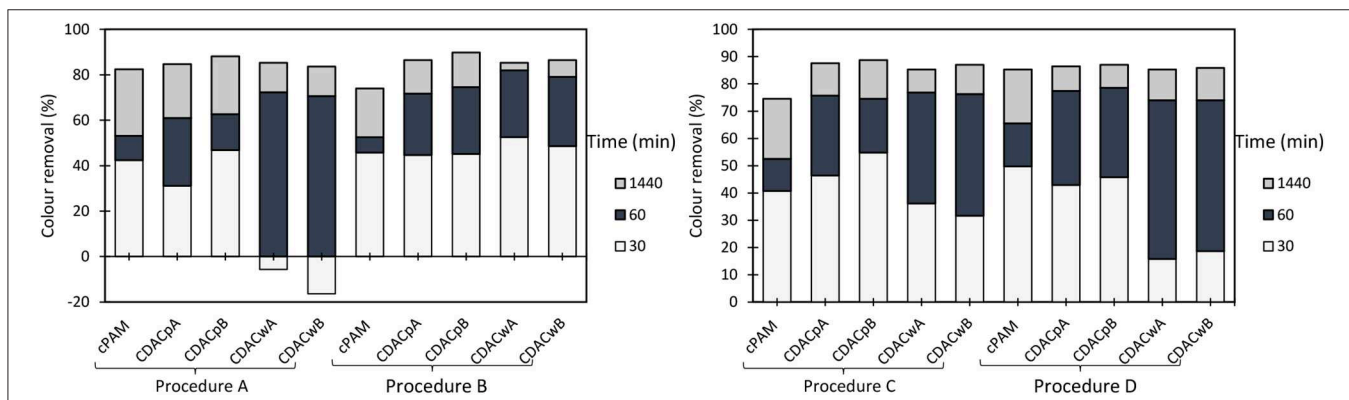 100
80
60
40
20
0
-20
Colour removal (%)
cPAM
CDACpA
CDACpB
CDACwA
CDACwB
cPAM
CDACpA
CDACpB
CDACwA
CDACwB
Procedure A
Procedure B
Time (min)
1440
60
30
100
90
80
70
60
50
40
30
20
10
0
Colour removal (%)
cPAM
CDACpA
CDACpB
CDACwA
CDACwB
cPAM
CDACpA
CDACpB
CDACwA
CDACwB
Procedure C
Procedure D
Time (min)
1440
60
30